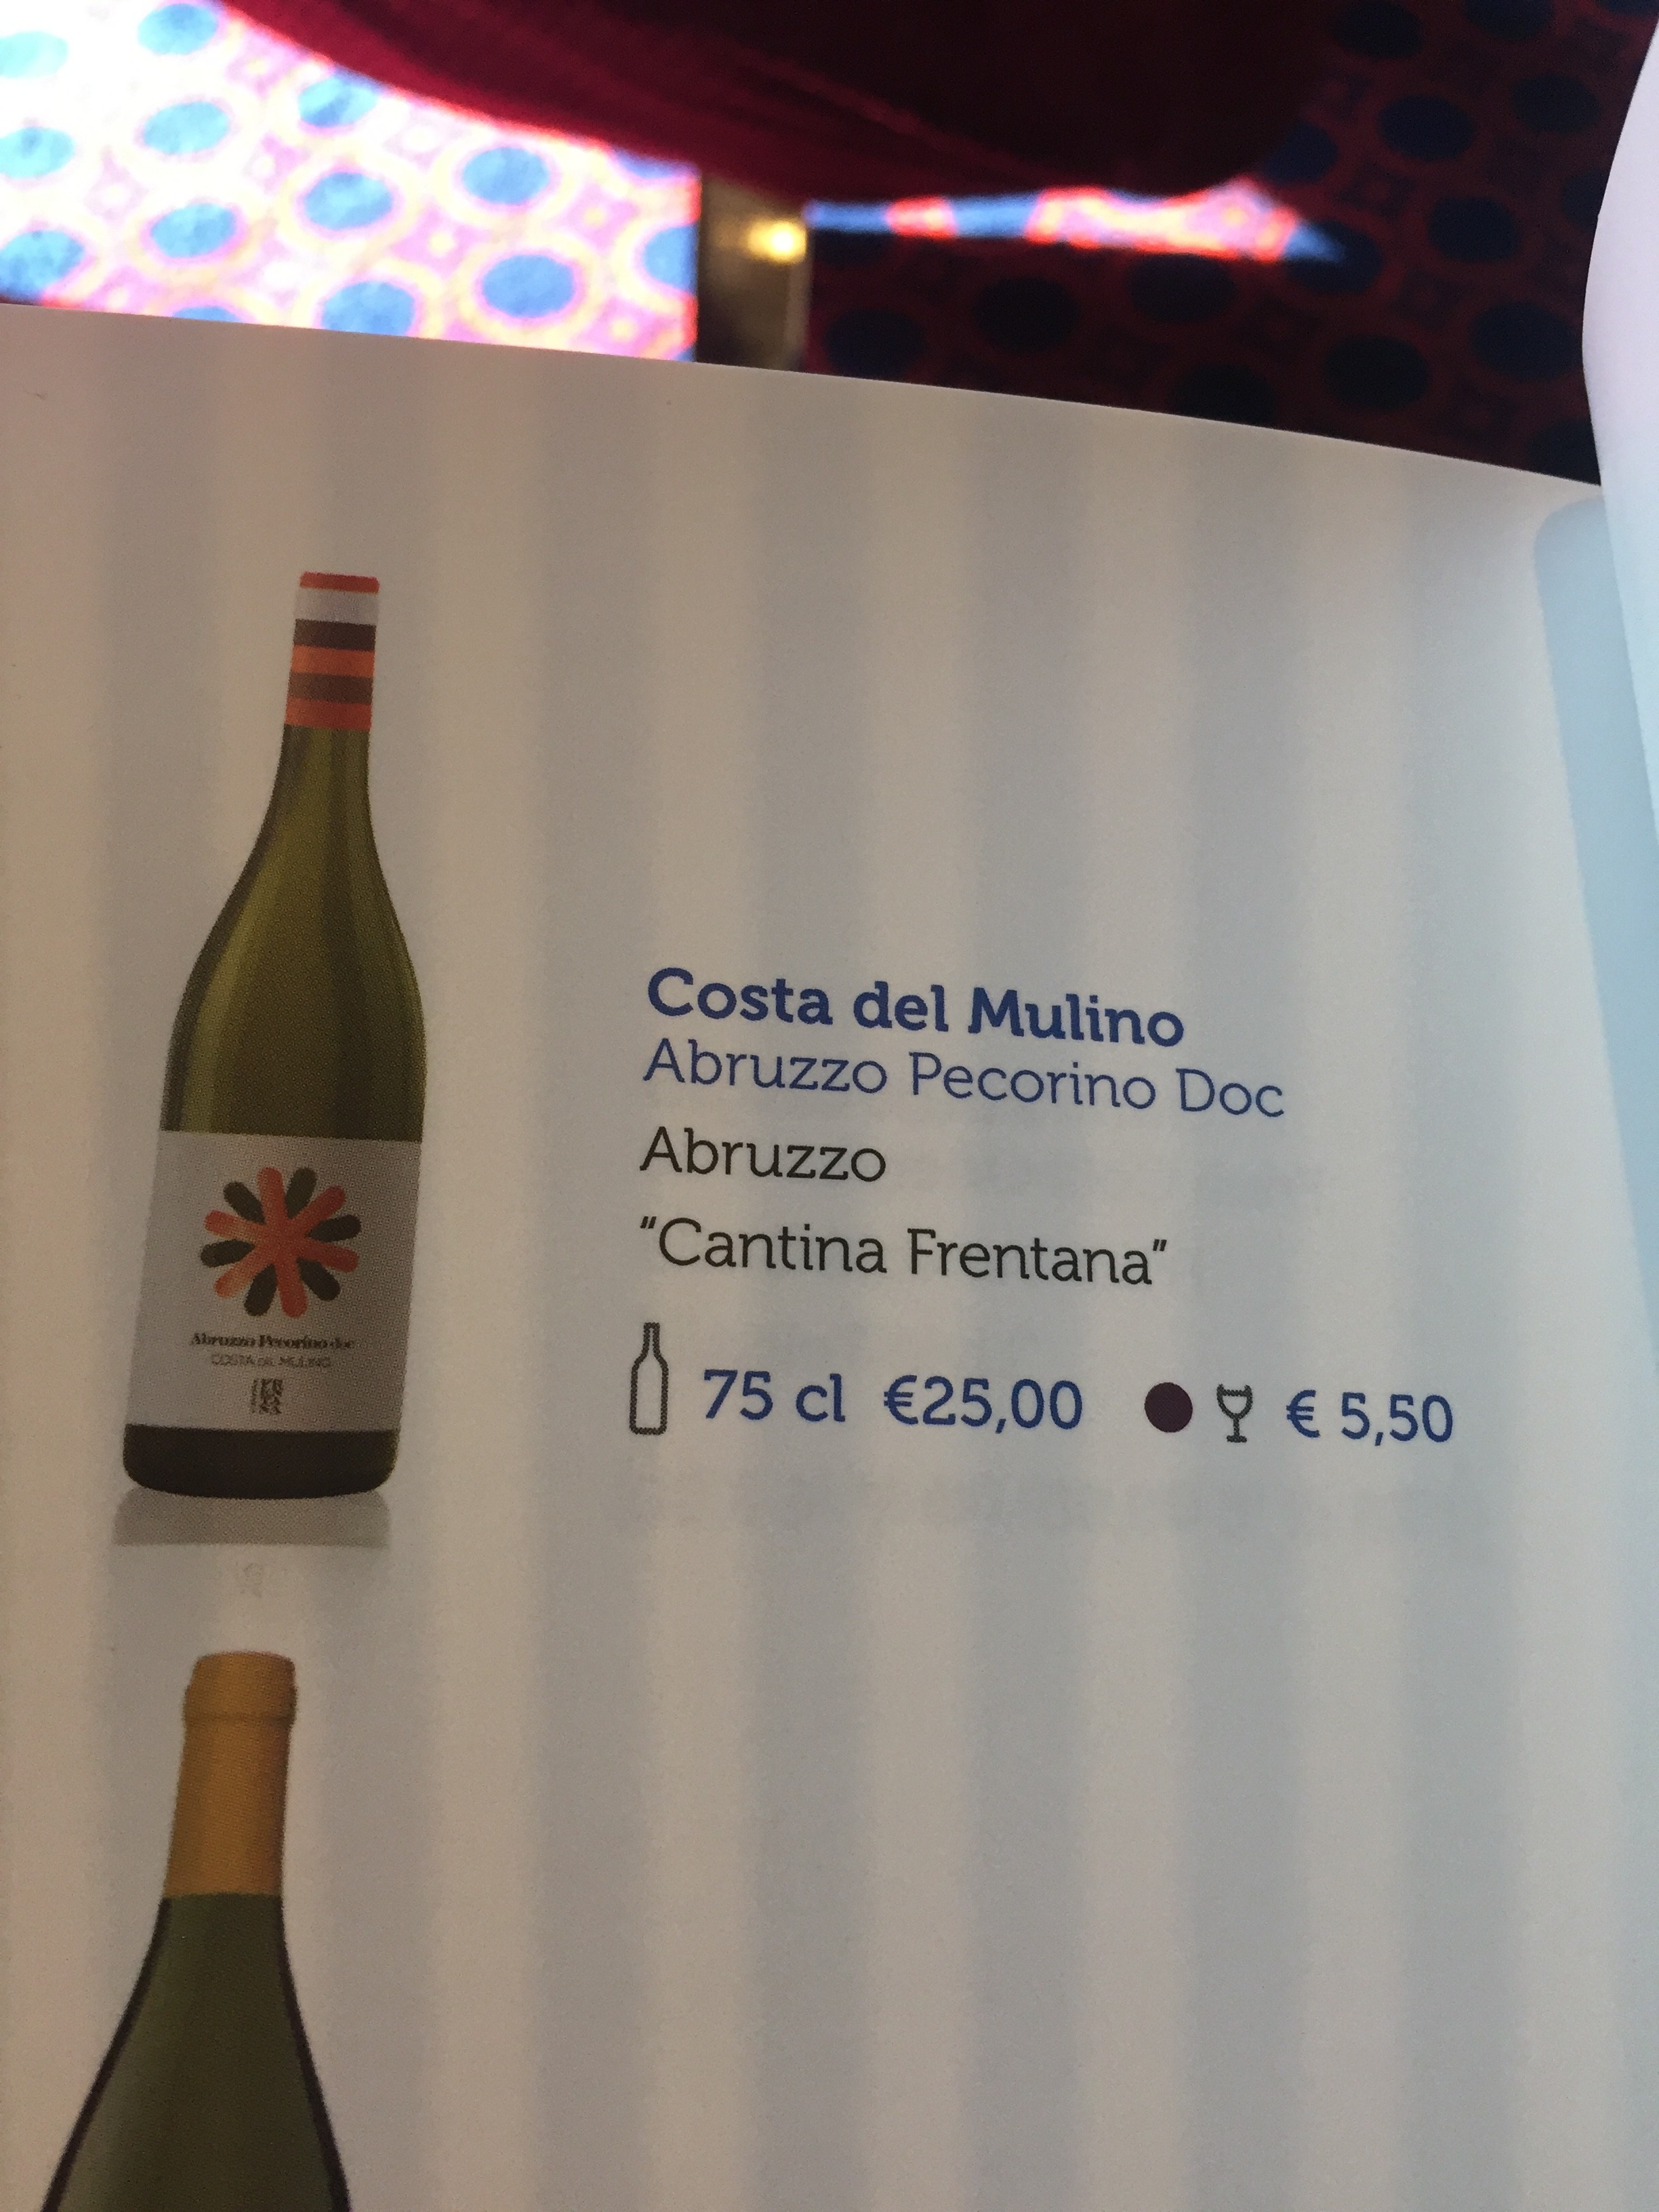 Costa del Mulino
Abruzzo Pecorino Doc
Abruzzo
"Cantina Frentana"
75 cl €25,00 € 5,50
Abruzzo Pecorino doc
COSTA DEL MULINO